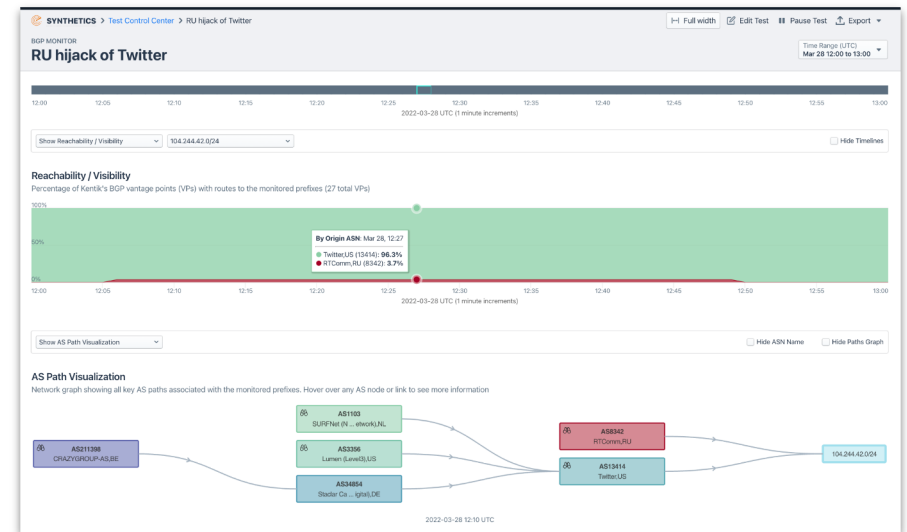 SYNTHETICS > Test Control Center > RU hijack of Twitter
Full width Edit Test Pause Test Export
BGP MONITOR
RU hijack of Twitter
Time Range (UTC)
Mar 28 12:00 to 13:00
12:00 12:05 12:10 12:15 12:20 12:25 12:30 12:35 12:40 12:45 12:50 12:55 13:00
2022-03-28 UTC (1 minute increments)
Show Reachability / Visibility 104.244.42.0/24 Hide Timelines
Reachability / Visibility
Percentage of Kentik's BGP vantage points (VPs) with routes to the monitored prefixes (27 total VPs)
100%
50%
0%
By Origin ASN: Mar 28, 12:27
Twitter,US (13414): 96.3%
RTComm,RU (8342): 3.7%
12:00 12:05 12:10 12:15 12:20 12:25 12:30 12:35 12:40 12:45 12:50 12:55 13:00
2022-03-28 UTC (1 minute increments)
Show AS Path Visualization Hide ASN Name Hide Paths Graph
AS Path Visualization
Network graph showing all key AS paths associated with the monitored prefixes. Hover over any AS node or link to see more information
AS211398
CRAZYGROUP-AS,BE
AS1103
SURFNet (N ... etwork),NL
AS3356
Lumen (Level3),US
AS34854
Stadar Ca ... igital),DE
AS8342
RTComm,RU
AS13414
Twitter,US
104.244.42.0/24
2022-03-28 12:10 UTC